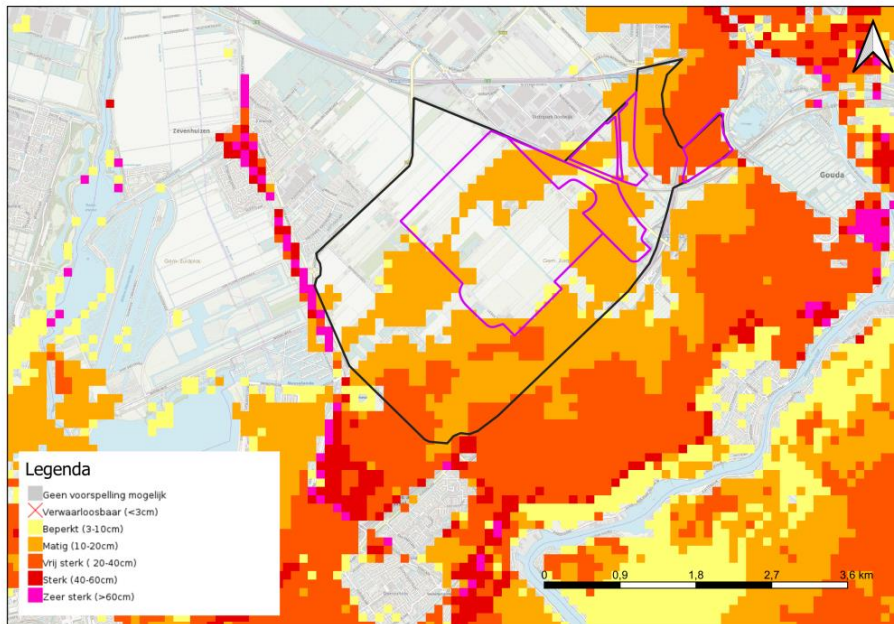 Zevenhuizen
Gouda
Legenda
Geen voorspelling mogelijk
Verwaarloosbaar (<3cm)
Beperkt (3-10cm)
Matig (10-20cm)
Vrij sterk ( 20-40cm)
Sterk (40-60cm)
Zeer sterk (>60cm)
0 0,9 1,8 2,7 3,6 km